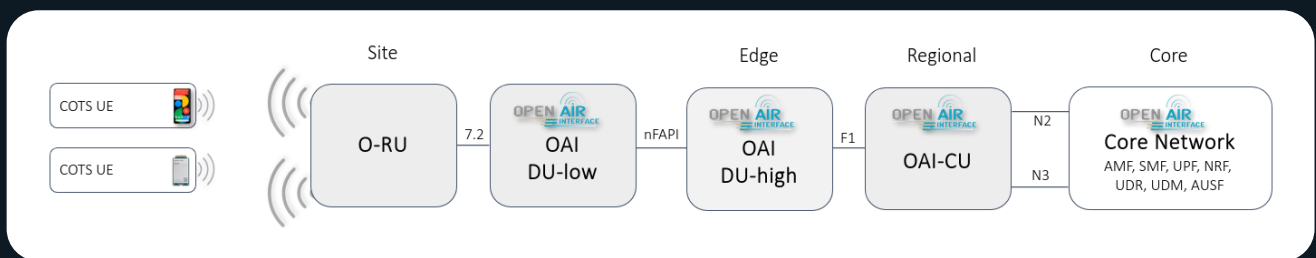 Site
Edge
Regional
Core
COTS UE
COTS UE
O-RU
7.2
OPEN AIR
INTERFACE
OAI
DU-low
nFAPI
OPEN AIR
INTERFACE
OAI
DU-high
F1
OPEN AIR
INTERFACE
OAI-CU
N2
N3
OPEN AIR
INTERFACE
Core Network
AMF, SMF, UPF, NRF,
UDR, UDM, AUSF